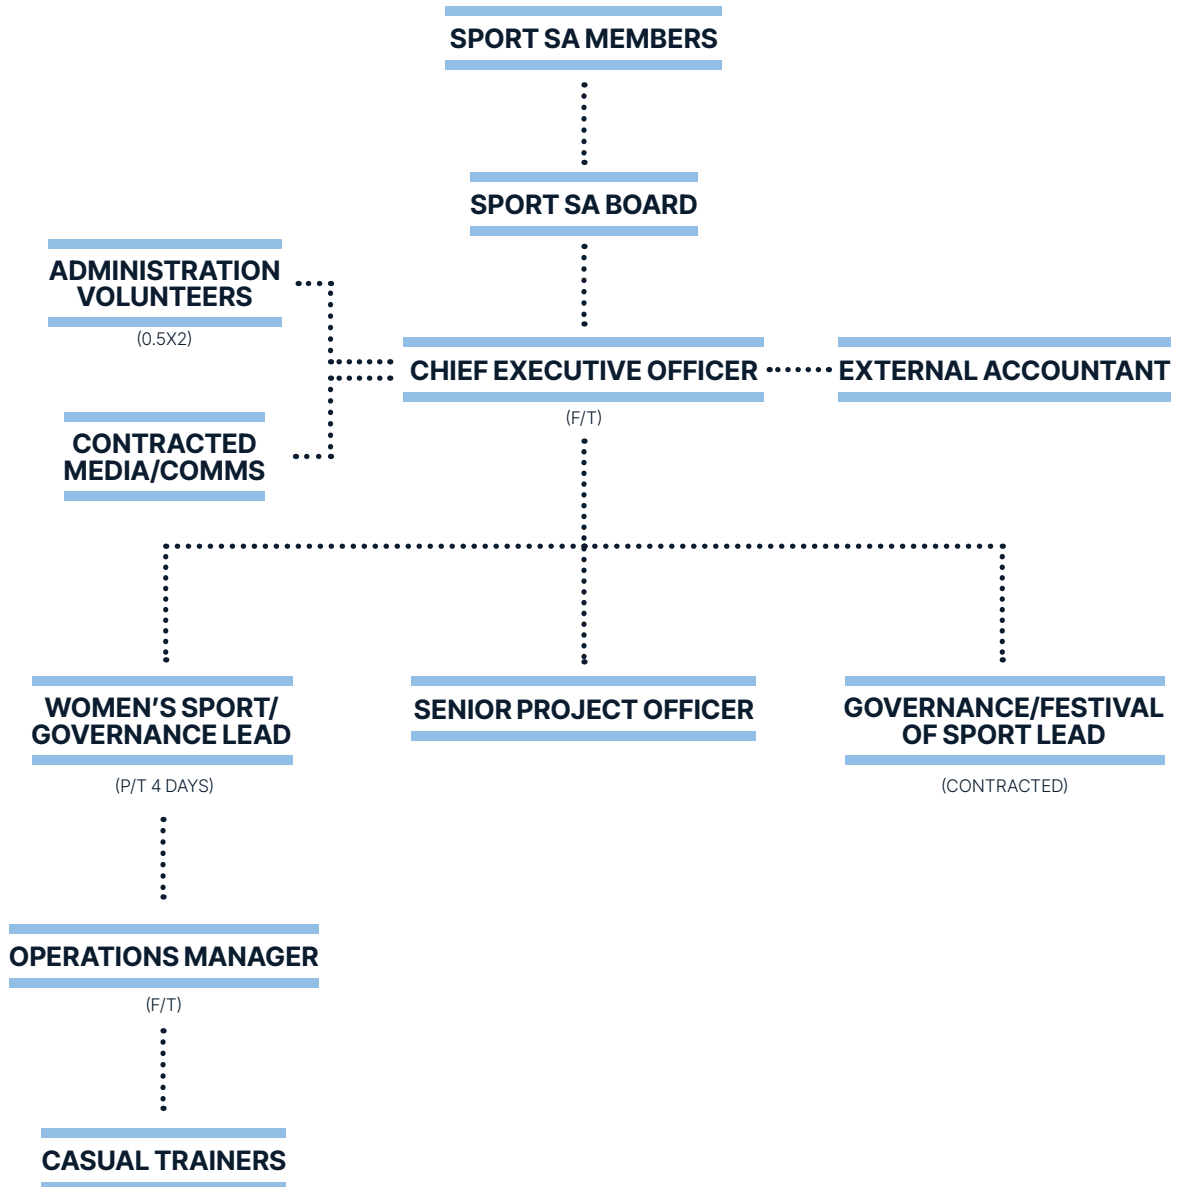 SPORT SA MEMBERS
SPORT SA BOARD
ADMINISTRATION
VOLUNTEERS
(0.5X2)
CHIEF EXECUTIVE OFFICER
(F/T)
EXTERNAL ACCOUNTANT
CONTRACTED
MEDIA/COMMS
WOMEN’S SPORT/
GOVERNANCE LEAD
(P/T 4 DAYS)
SENIOR PROJECT OFFICER
GOVERNANCE/FESTIVAL
OF SPORT LEAD
(CONTRACTED)
OPERATIONS MANAGER
(F/T)
CASUAL TRAINERS